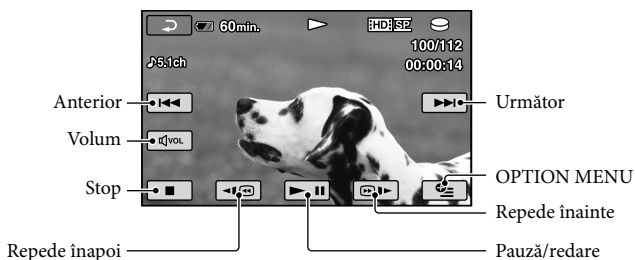 60min.
HD SP
100/112
♪5.1ch
00:00:14
Anterior
Următor
Volum
VOL
Stop
OPTION MENU
Repede înainte
Repede înapoi
Pauză/redare